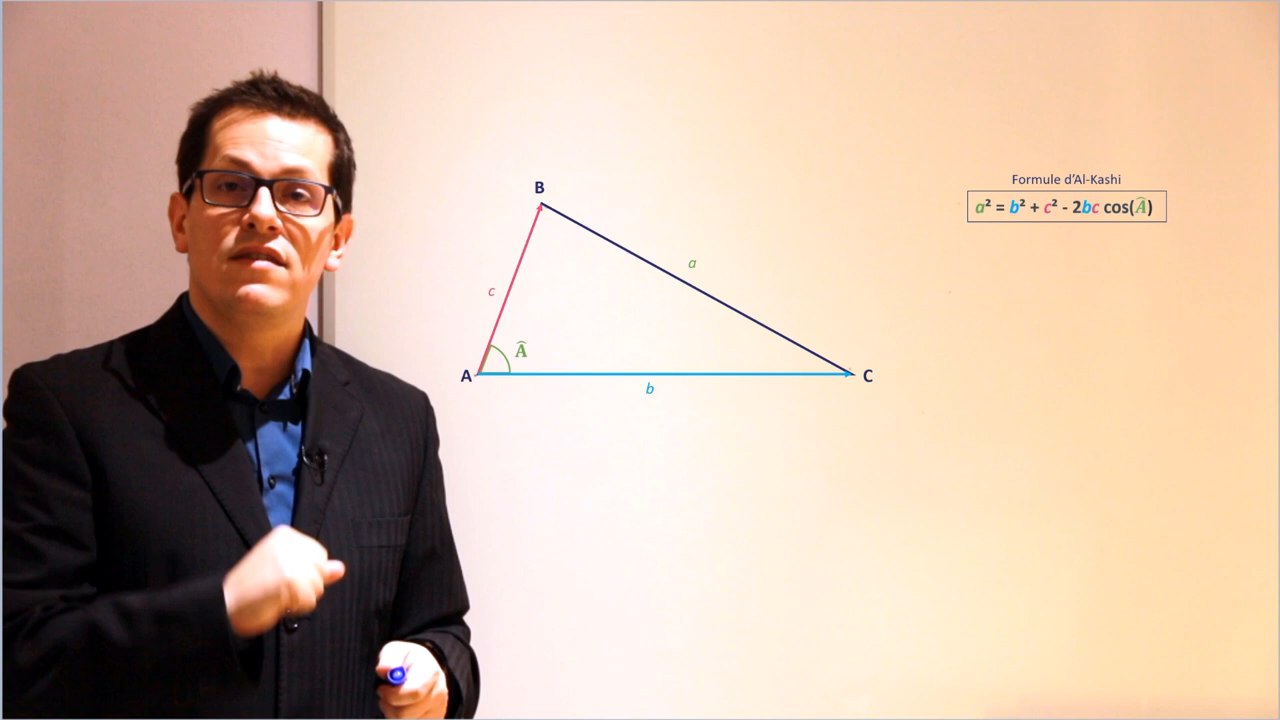 B
Formule d'Al-Kashi
a² = b² + c² - 2bc cos(Â)
a
c
Â
A
C
b